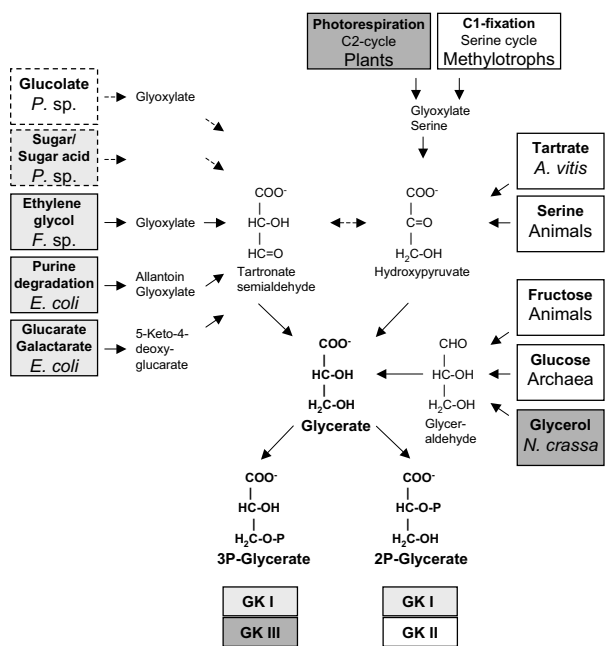 Photorespiration
C2-cycle
Plants
C1-fixation
Serine cycle
Methylotrophs
Glucolate
P. sp.
Glyoxylate
Glyoxylate
Serine
Sugar/
Sugar acid
P. sp.
Tartrate
A. vitis
Ethylene
glycol
F. sp.
Glyoxylate
COO⁻
HC-OH
HC=O
Tartronate
semialdehyde
COO⁻
C=O
H₂C-OH
Hydroxypyruvate
Serine
Animals
Purine
degradation
E. coli
Allantoin
Glyoxylate
Glucarate
Galactarate
E. coli
5-Keto-4-
deoxy-
glucarate
Fructose
Animals
COO⁻
HC-OH
H₂C-OH
Glycerate
CHO
HC-OH
H₂C-OH
Glycer-
aldehyde
Glucose
Archaea
Glycerol
N. crassa
COO⁻
HC-OH
H₂C-O-P
3P-Glycerate
COO⁻
HC-O-P
H₂C-OH
2P-Glycerate
GK I
GK III
GK I
GK II